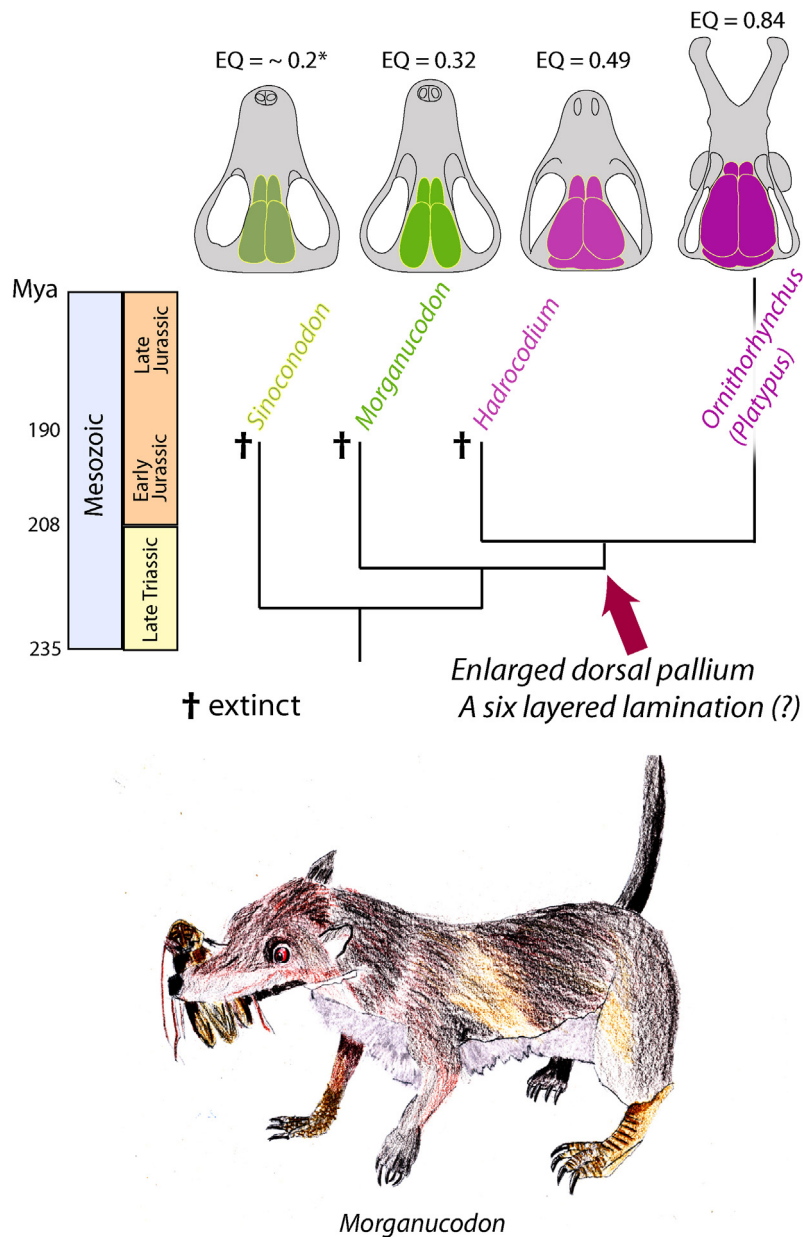 EQ = ~ 0.2*
EQ = 0.32
EQ = 0.49
EQ = 0.84
Mya
Mesozoic
Late
Jurassic
Early
Jurassic
Late Triassic
190
208
235
Sinoconodon
Morganucodon
Hadrocodium
Ornithorhynchus
(Platypus)
†
†
†
Enlarged dorsal pallium
A six layered lamination (?)
† extinct
Morganucodon